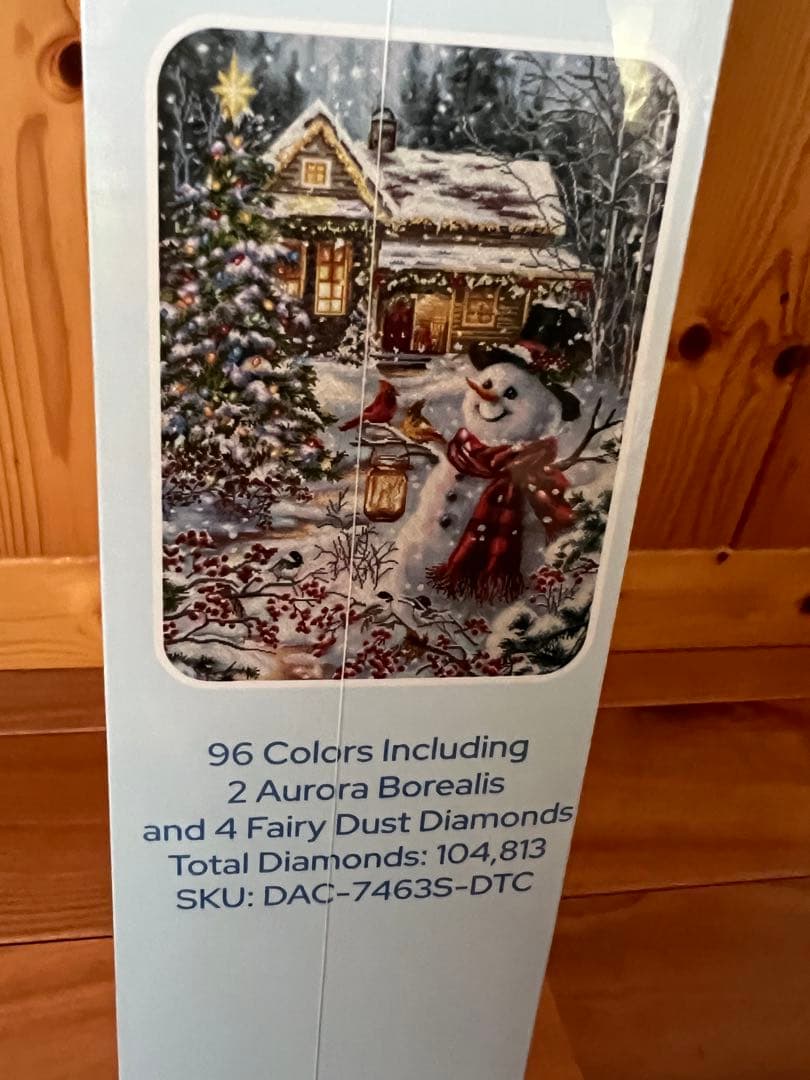 96 Colors Including
2 Aurora Borealis
and 4 Fairy Dust Diamonds
Total Diamonds: 104,813
SKU: DAC-7463S-DTC